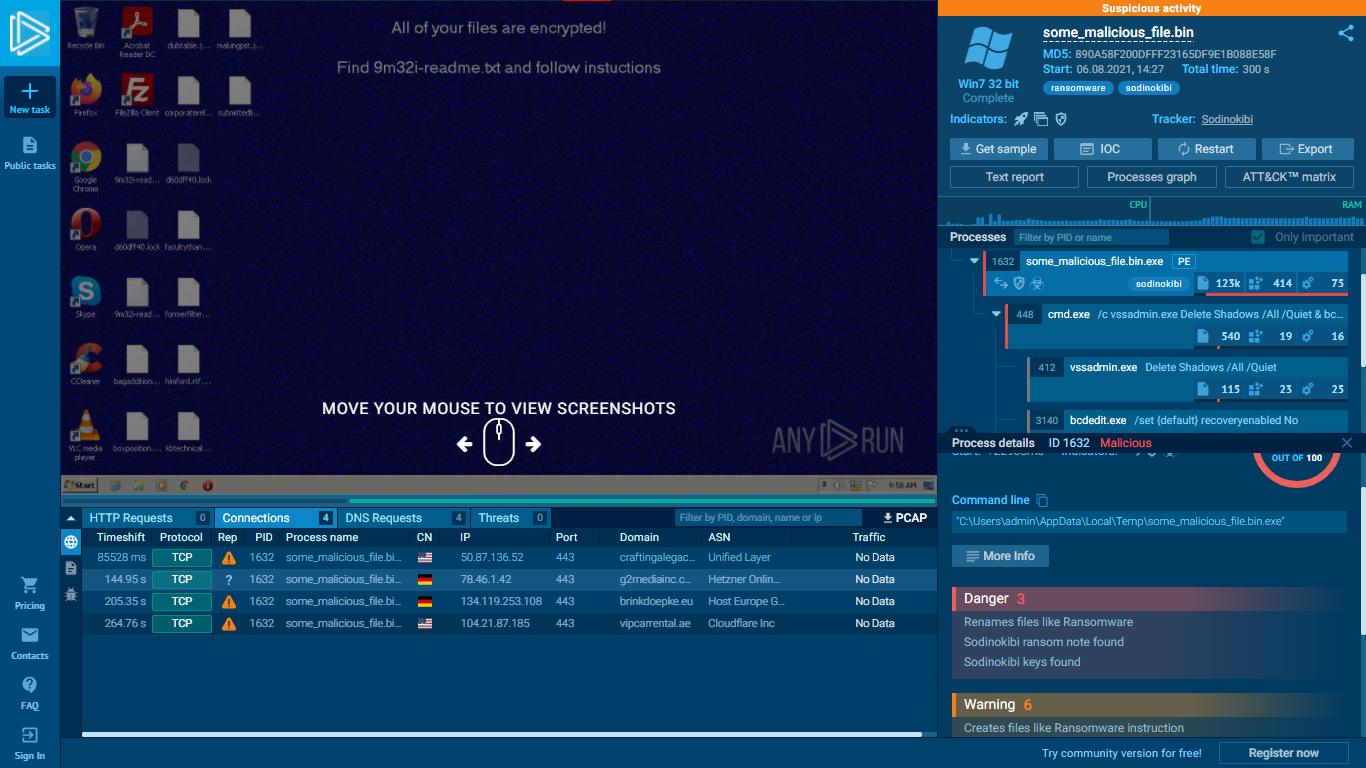 New task
Public tasks
Pricing
Contacts
FAQ
Sign In
All of your files are encrypted!
Find 9m32i-readme.txt and follow instuctions
Recycle Bin
Acrobat Reader DC
clubtable.j...
makingpst.j...
Firefox
FileZilla Client
corporaterel...
submittedi...
Google Chrome
9m32i-read...
d60dff40.lock
Opera
d60dff40.lock
facultythan....
Skype
9m32i-read...
formerfilter...
CCleaner
bagaddition...
himford.rtf....
VLC media player
boxposition....
kbtechnical...
MOVE YOUR MOUSE TO VIEW SCREENSHOTS
ANY RUN
Start
9:58 AM
HTTP Requests 0
Connections 4
DNS Requests 4
Threats 0
Filter by PID, domain, name or ip
PCAP
Timeshift Protocol Rep PID Process name CN IP Port Domain ASN Traffic
85528 ms TCP 1632 some_malicious_file.bi... 50.87.136.52 443 craftingalegac... Unified Layer No Data
144.95 s TCP ? 1632 some_malicious_file.bi... 78.46.1.42 443 g2mediainc.c... Hetzner Onlin... No Data
205.35 s TCP 1632 some_malicious_file.bi... 134.119.253.108 443 brinkdoepke.eu Host Europe G... No Data
264.76 s TCP 1632 some_malicious_file.bi... 104.21.87.185 443 vipcarrental.ae Cloudflare Inc No Data
Suspicious activity
some_malicious_file.bin
MD5: 890A58F200DFFF23165DF9E1B088E58F
Start: 06.08.2021, 14:27 Total time: 300 s
ransomware sodinokibi
Win7 32 bit
Complete
Indicators:
Tracker: Sodinokibi
Get sample
IOC
Restart
Export
Text report
Processes graph
ATT&CK™ matrix
CPU
RAM
Processes
Filter by PID or name
Only important
1632 some_malicious_file.bin.exe PE
sodinokibi 123k 414 75
448 cmd.exe /c vssadmin.exe Delete Shadows /All /Quiet & bc...
540 19 16
412 vssadmin.exe Delete Shadows /All /Quiet
115 23 25
3140 bcdedit.exe /set {default} recoveryenabled No
Process details ID 1632 Malicious
OUT OF 100
Command line
"C:\Users\admin\AppData\Local\Temp\some_malicious_file.bin.exe"
More Info
Danger 3
Renames files like Ransomware
Sodinokibi ransom note found
Sodinokibi keys found
Warning 6
Creates files like Ransomware instruction
Try community version for free!
Register now